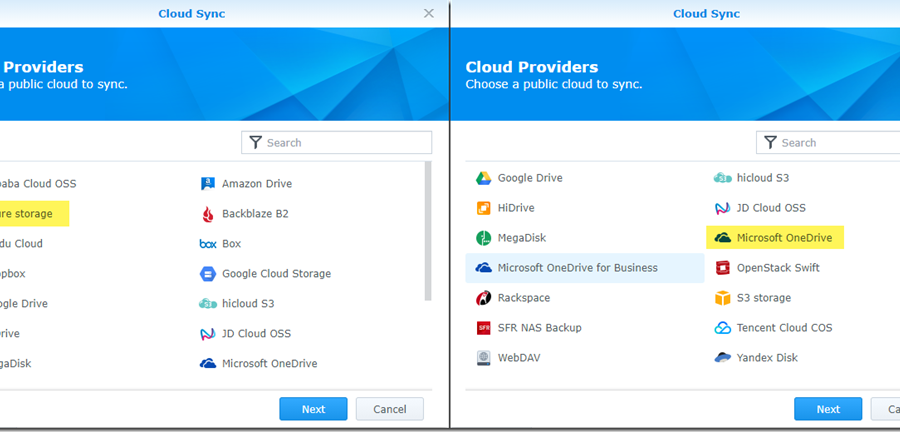 Cloud Sync
Providers
a public cloud to sync.
Search
baba Cloud OSS
Amazon Drive
ure storage
Backblaze B2
du Cloud
box Box
pbox
Google Cloud Storage
gle Drive
hicloud S3
rive
JD Cloud OSS
gaDisk
Microsoft OneDrive
Next
Cancel
Cloud Sync
Cloud Providers
Choose a public cloud to sync.
Search
Google Drive
hicloud S3
HiDrive
JD Cloud OSS
MegaDisk
Microsoft OneDrive
Microsoft OneDrive for Business
OpenStack Swift
Rackspace
S3 storage
SFR SFR NAS Backup
Tencent Cloud COS
WebDAV
Yandex Disk
Next
Ca